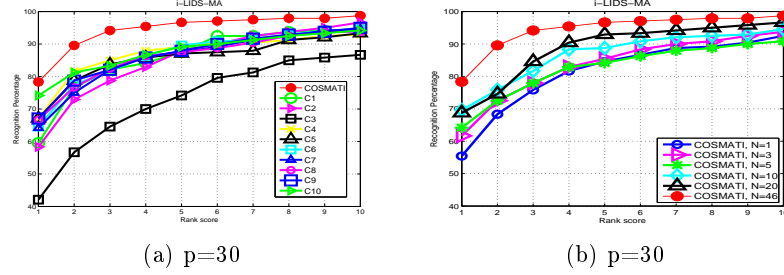 i-LIDS-MA
Recognition Percentage
100
90
80
70
60
50
40
1 2 3 4 5 6 7 8 9 10
Rank score
COSMATI
C1
C2
C3
C4
C5
C6
C7
C8
C9
C10
(a) p=30
i-LIDS-MA
Recognition Percentage
100
90
80
70
60
50
40
1 2 3 4 5 6 7 8 9 10
Rank score
COSMATI, N=1
COSMATI, N=3
COSMATI, N=5
COSMATI, N=10
COSMATI, N=20
COSMATI, N=46
(b) p=30